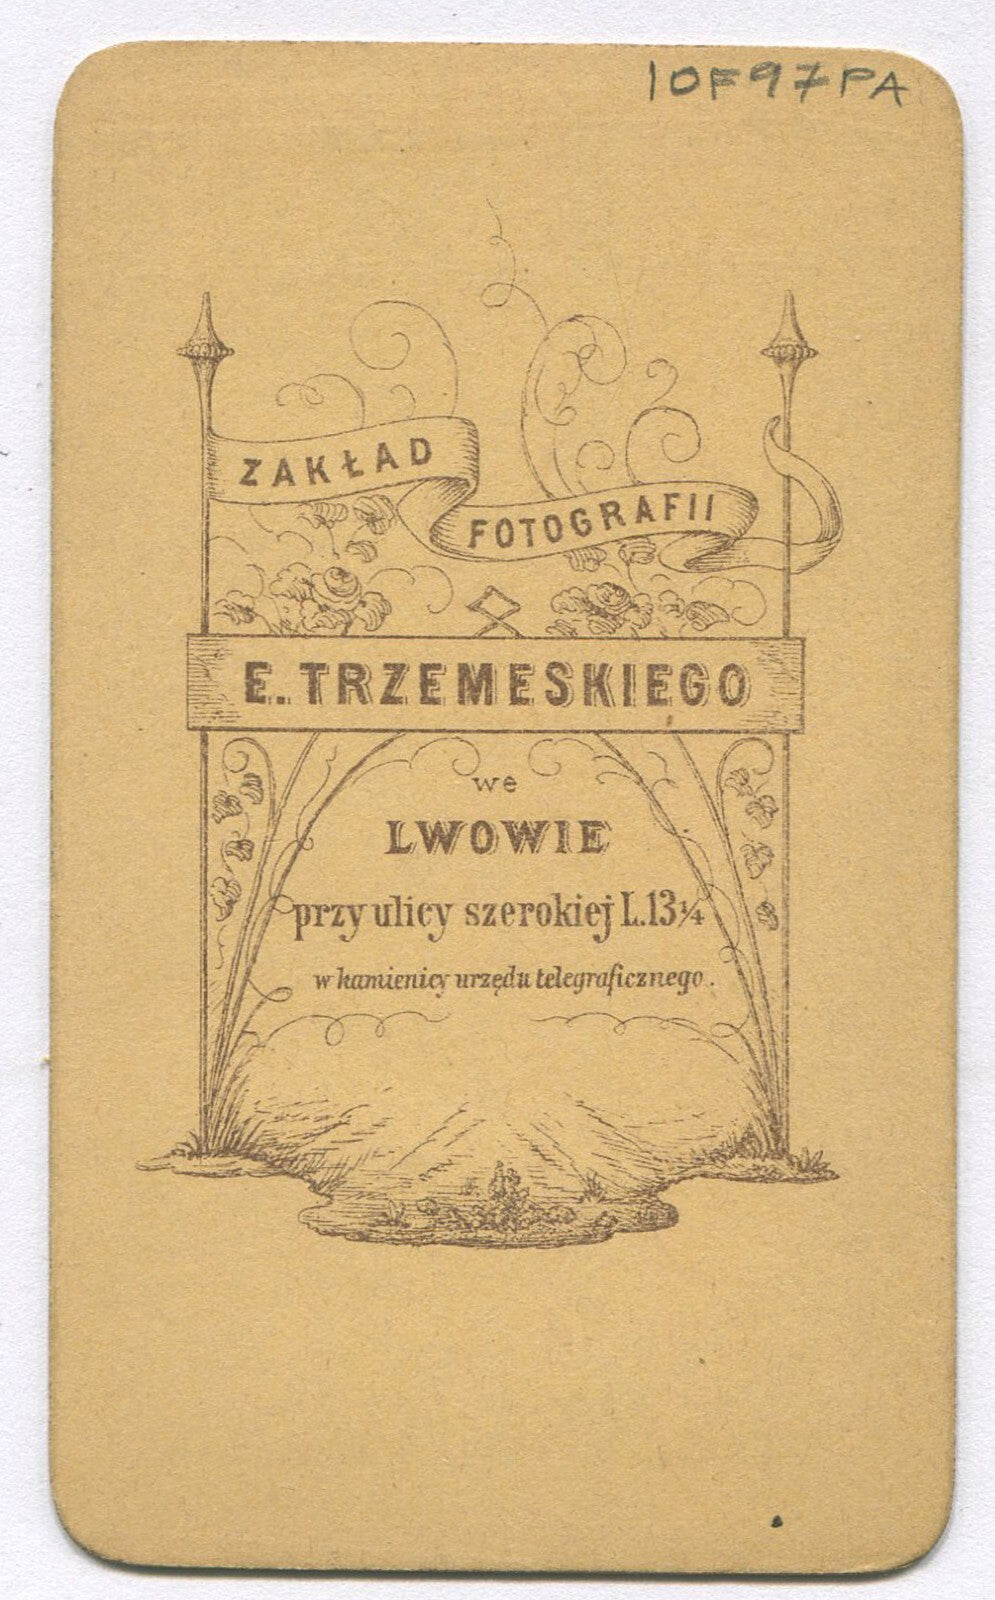 10F97PA
ZAKŁAD
FOTOGRAFII
E. TRZEMESKIEGO
we
LWOWIE
przy ulicy szerokiej L.13¼
w kamienicy urzędu telegraficznego.